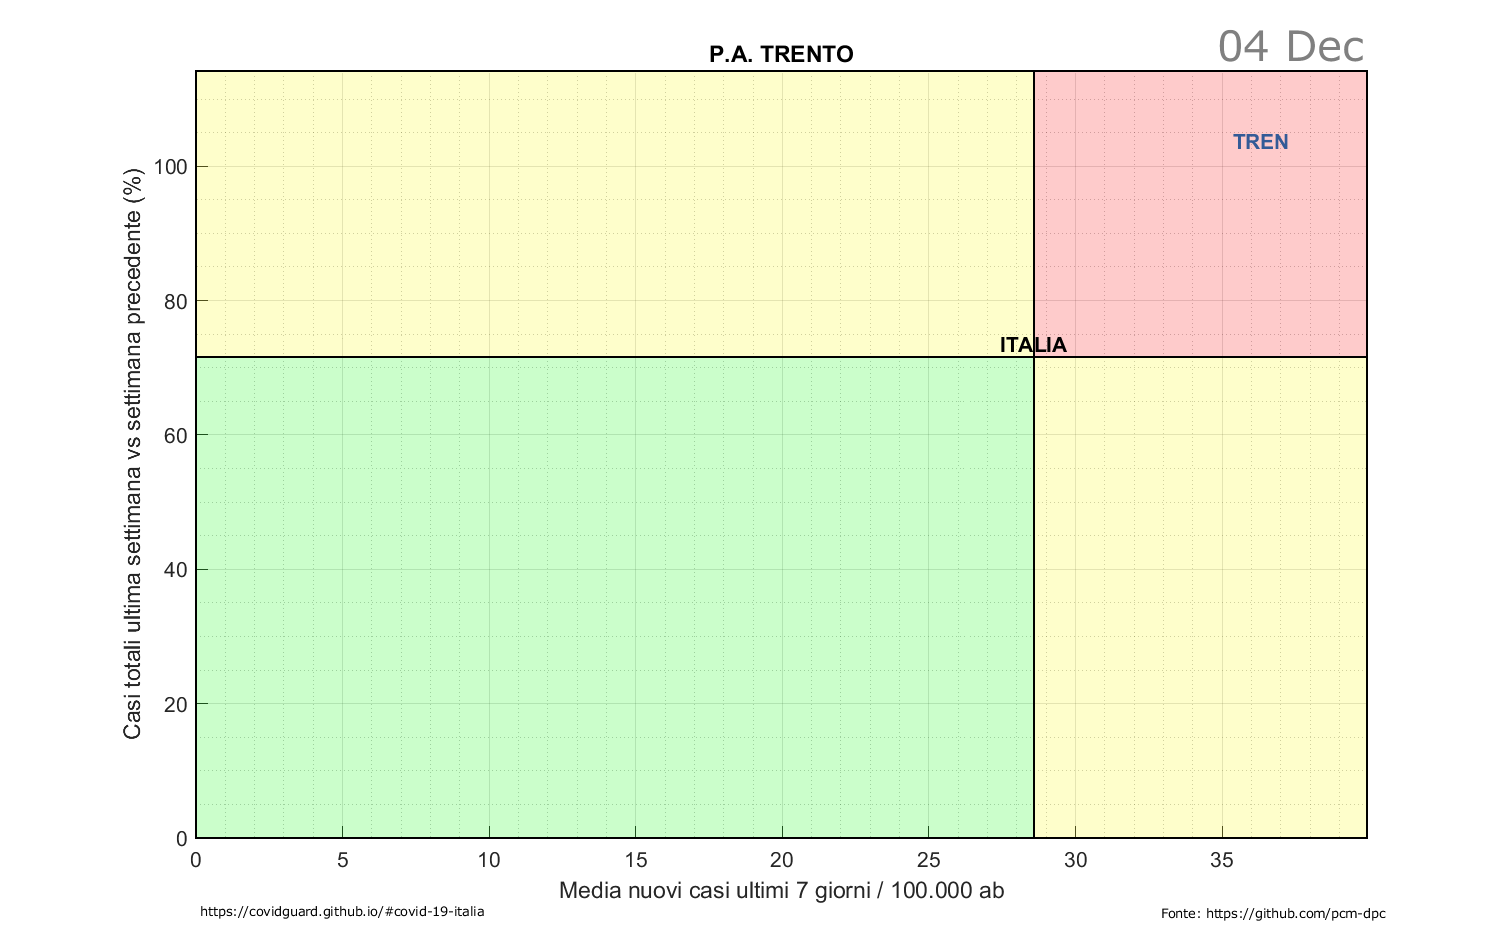 04 Dec
P.A. TRENTO
TREN
ITALIA
Casi totali ultima settimana vs settimana precedente (%)
100
80
60
40
20
0
0 5 10 15 20 25 30 35
Media nuovi casi ultimi 7 giorni / 100.000 ab
https://covidguard.github.io/#covid-19-italia
Fonte: https://github.com/pcm-dpc